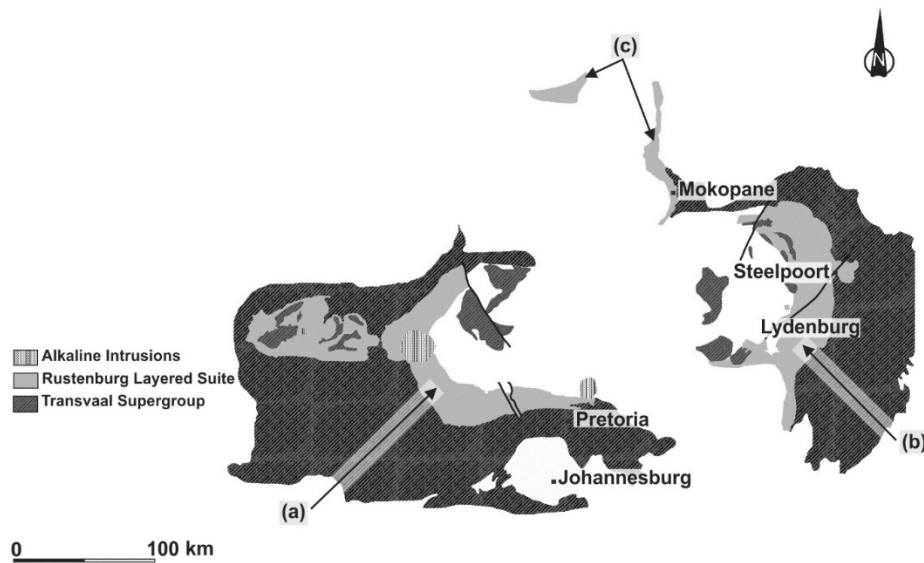 (c)
N
Mokopane
Steelpoort
Lydenburg
Alkaline Intrusions
Rustenburg Layered Suite
Transvaal Supergroup
Pretoria
(b)
Johannesburg
(a)
0 100 km